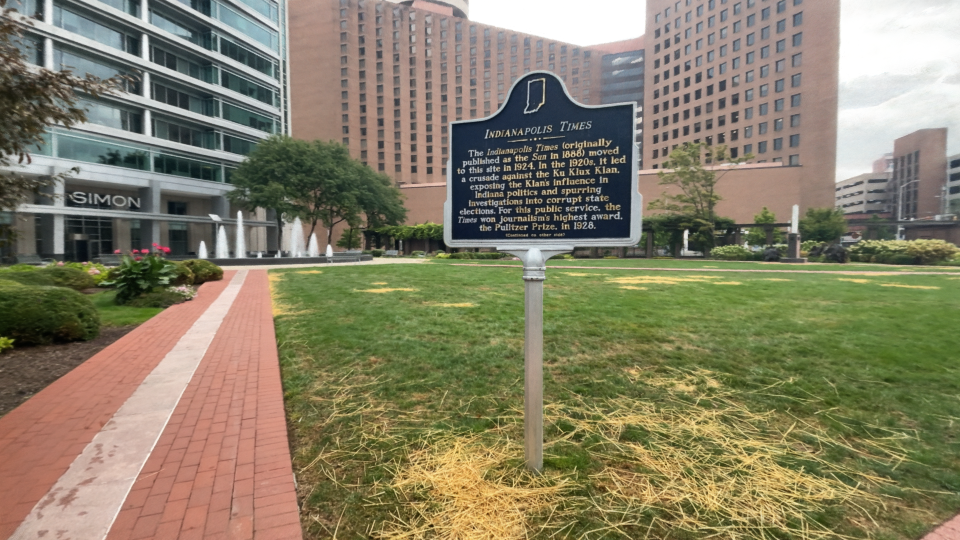 SIMON
Indianapolis Times
The Indianapolis Times (originally
published as the Sun in 1888) moved
to this site in 1924. In the 1920s, it led
a crusade against the Ku Klux Klan,
exposing the Klan's influence in
Indiana politics and spurring
investigations into corrupt state
elections. For this public service, the
Times won journalism's highest award,
the Pulitzer Prize, in 1928.
(Continued on other side)